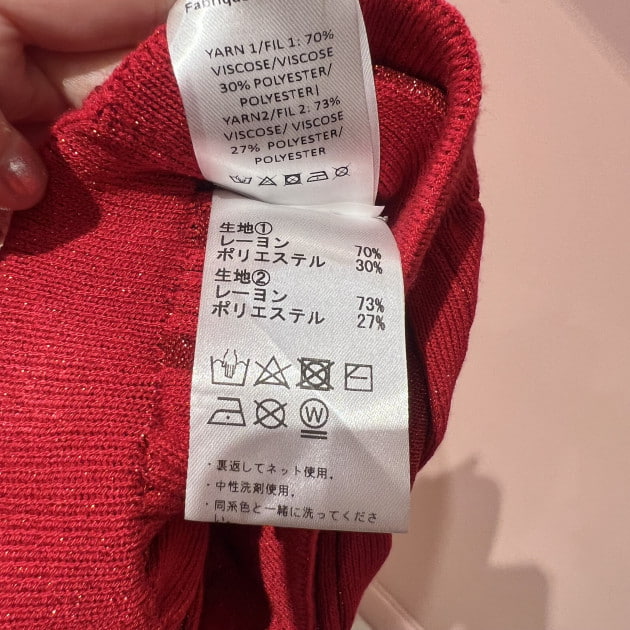 Fabrique
YARN 1/FIL 1: 70%
VISCOSE/VISCOSE
30% POLYESTER/
POLYESTER|
YARN2/FIL 2: 73%
VISCOSE/ VISCOSE
27% POLYESTER/
POLYESTER
生地①
レーヨン 70%
ポリエステル 30%
生地②
レーヨン 73%
ポリエステル 27%
W
・裏返してネット使用。
・中性洗剤使用。
・同系色と一緒に洗ってくださ
い。